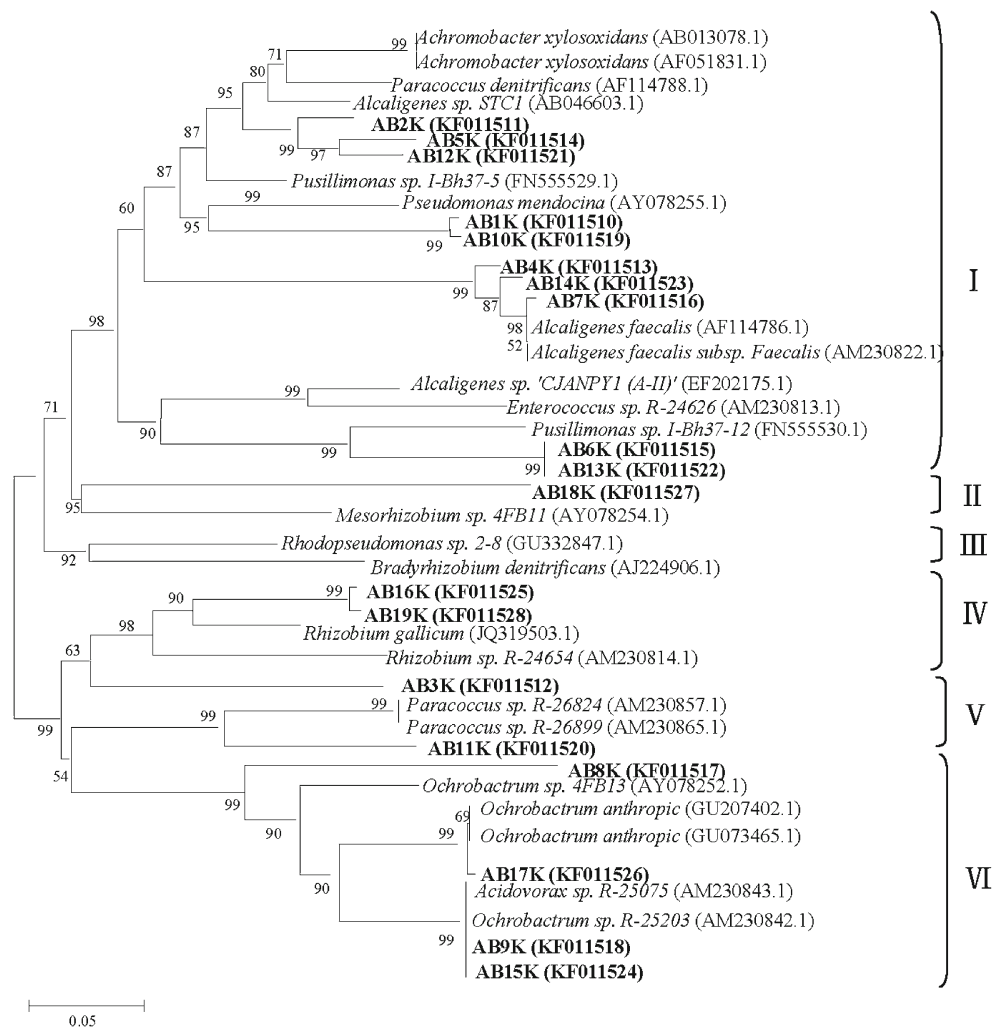 99 Achromobacter xylosoxidans (AB013078.1)
71 Achromobacter xylosoxidans (AF051831.1)
80 Paracoccus denitrificans (AF114788.1)
95 Alcaligenes sp. STC1 (AB046603.1)
AB2K (KF011511)
87 AB5K (KF011514)
99 97 AB12K (KF011521)
87 Pusillimonas sp. I-Bh37-5 (FN555529.1)
99 Pseudomonas mendocina (AY078255.1)
60 95 AB1K (KF011510)
99 AB10K (KF011519)
AB4K (KF011513)
I
99 AB14K (KF011523)
87 AB7K (KF011516)
98 98 Alcaligenes faecalis (AF114786.1)
52 Alcaligenes faecalis subsp. Faecalis (AM230822.1)
99 Alcaligenes sp. 'CJANPY1 (A-II)' (EF202175.1)
71 Enterococcus sp. R-24626 (AM230813.1)
90 Pusillimonas sp. I-Bh37-12 (FN555530.1)
99 AB6K (KF011515)
99 AB13K (KF011522)
AB18K (KF011527)
II
95 Mesorhizobium sp. 4FB11 (AY078254.1)
Rhodopseudomonas sp. 2-8 (GU332847.1)
III
92 Bradyrhizobium denitrificans (AJ224906.1)
90 99 AB16K (KF011525)
AB19K (KF011528)
IV
98 Rhizobium gallicum (JQ319503.1)
63 Rhizobium sp. R-24654 (AM230814.1)
AB3K (KF011512)
99 Paracoccus sp. R-26824 (AM230857.1)
V
99 99 Paracoccus sp. R-26899 (AM230865.1)
AB11K (KF011520)
54 AB8K (KF011517)
Ochrobactrum sp. 4FB13 (AY078252.1)
99 Ochrobactrum anthropic (GU207402.1)
90 69 99 Ochrobactrum anthropic (GU073465.1)
AB17K (KF011526)
VI
90 Acidovorax sp. R-25075 (AM230843.1)
Ochrobactrum sp. R-25203 (AM230842.1)
99 AB9K (KF011518)
AB15K (KF011524)
0.05